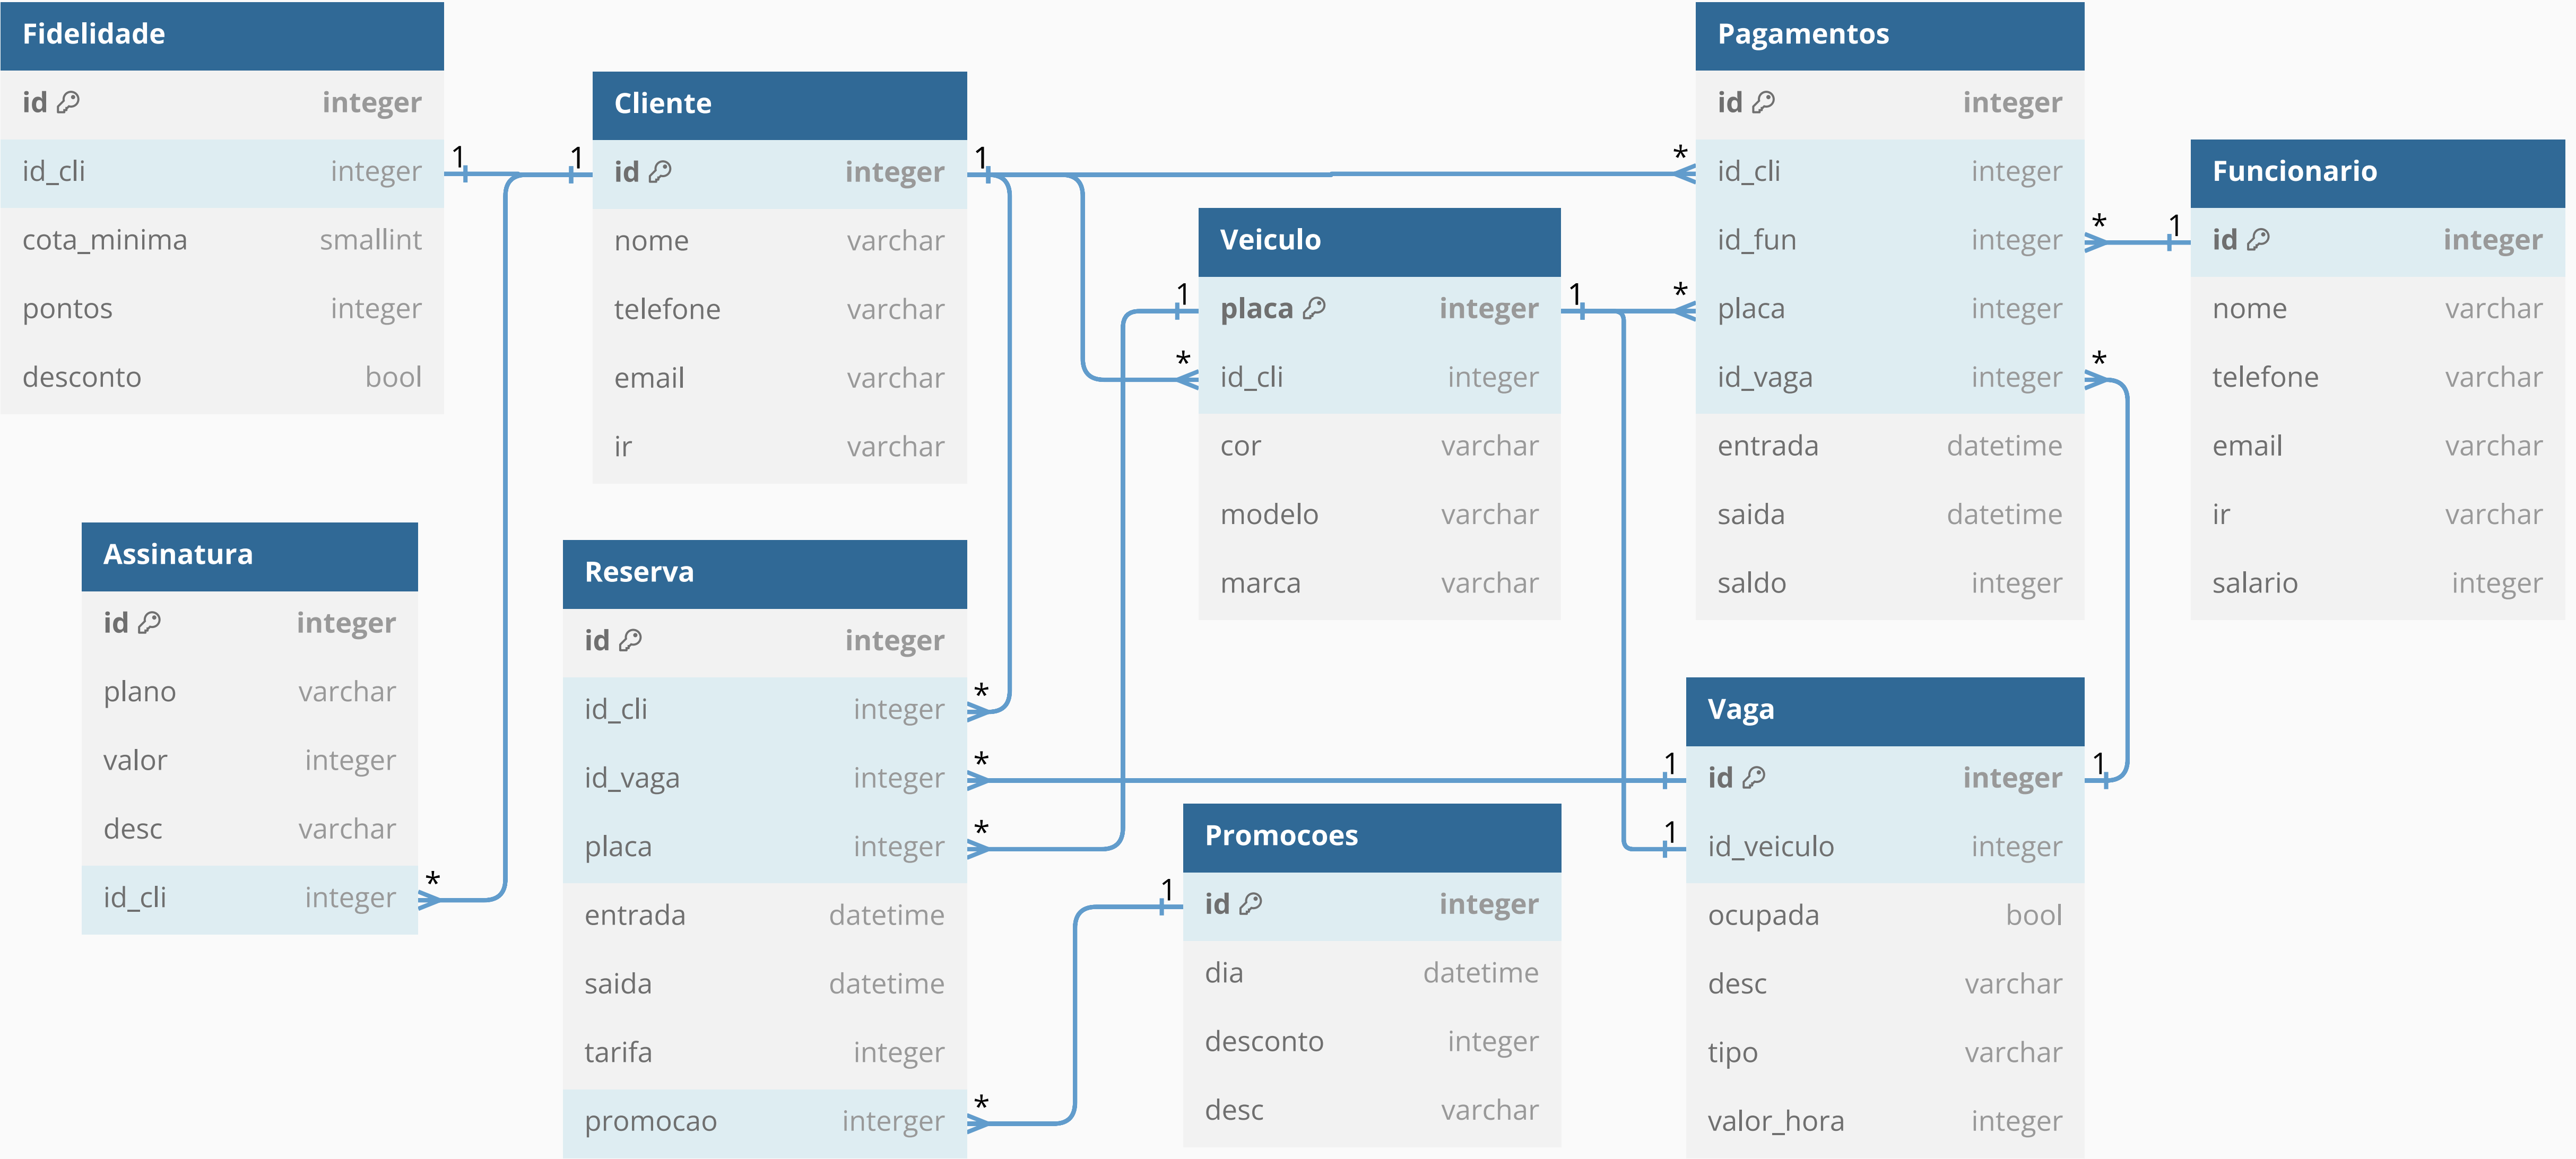 Fidelidade
id integer
id_cli integer
cota_minima smallint
pontos integer
desconto bool
1 1
Cliente
id integer
nome varchar
telefone varchar
email varchar
ir varchar
1
Pagamentos
id integer
* id_cli integer
id_fun integer *
* placa integer
id_vaga integer *
entrada datetime
saida datetime
saldo integer
Funcionario
1 id integer
nome varchar
telefone varchar
email varchar
ir varchar
salario integer
Veiculo
1 placa integer 1
* id_cli integer
cor varchar
modelo varchar
marca varchar
Assinatura
id integer
plano varchar
valor integer
desc varchar
id_cli integer *
Reserva
id integer
id_cli integer *
id_vaga integer *
placa integer *
entrada datetime
saida datetime
tarifa integer
promocao interger *
Promocoes
1 id integer
dia datetime
desconto integer
desc varchar
Vaga
1 id integer 1
1 id_veiculo integer
ocupada bool
desc varchar
tipo varchar
valor_hora integer